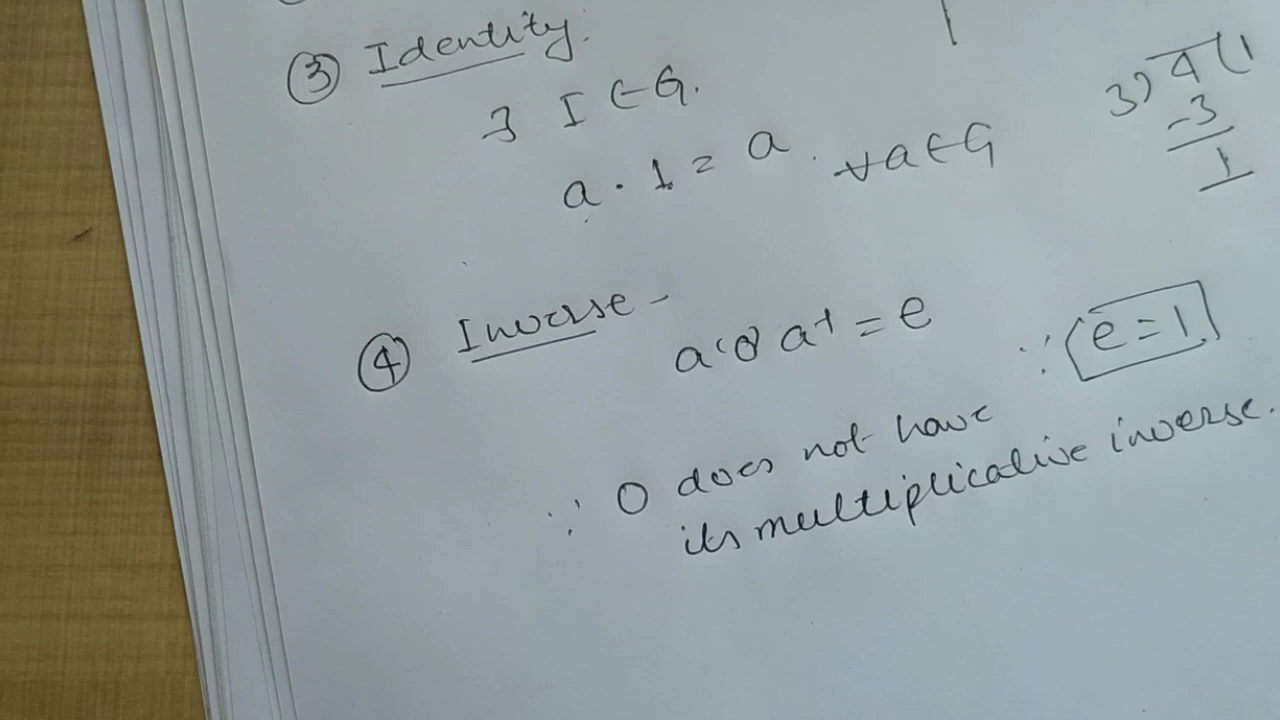 ③ Identity.
∃ I ∈ G.
a · 1 = a. ∀ a ∈ G
3) 4 (1
-3
1
④ Inverse -
a ⊗ a⁻¹ = e
∵ e = 1
∵ 0 does not have
its multiplicative inverse.